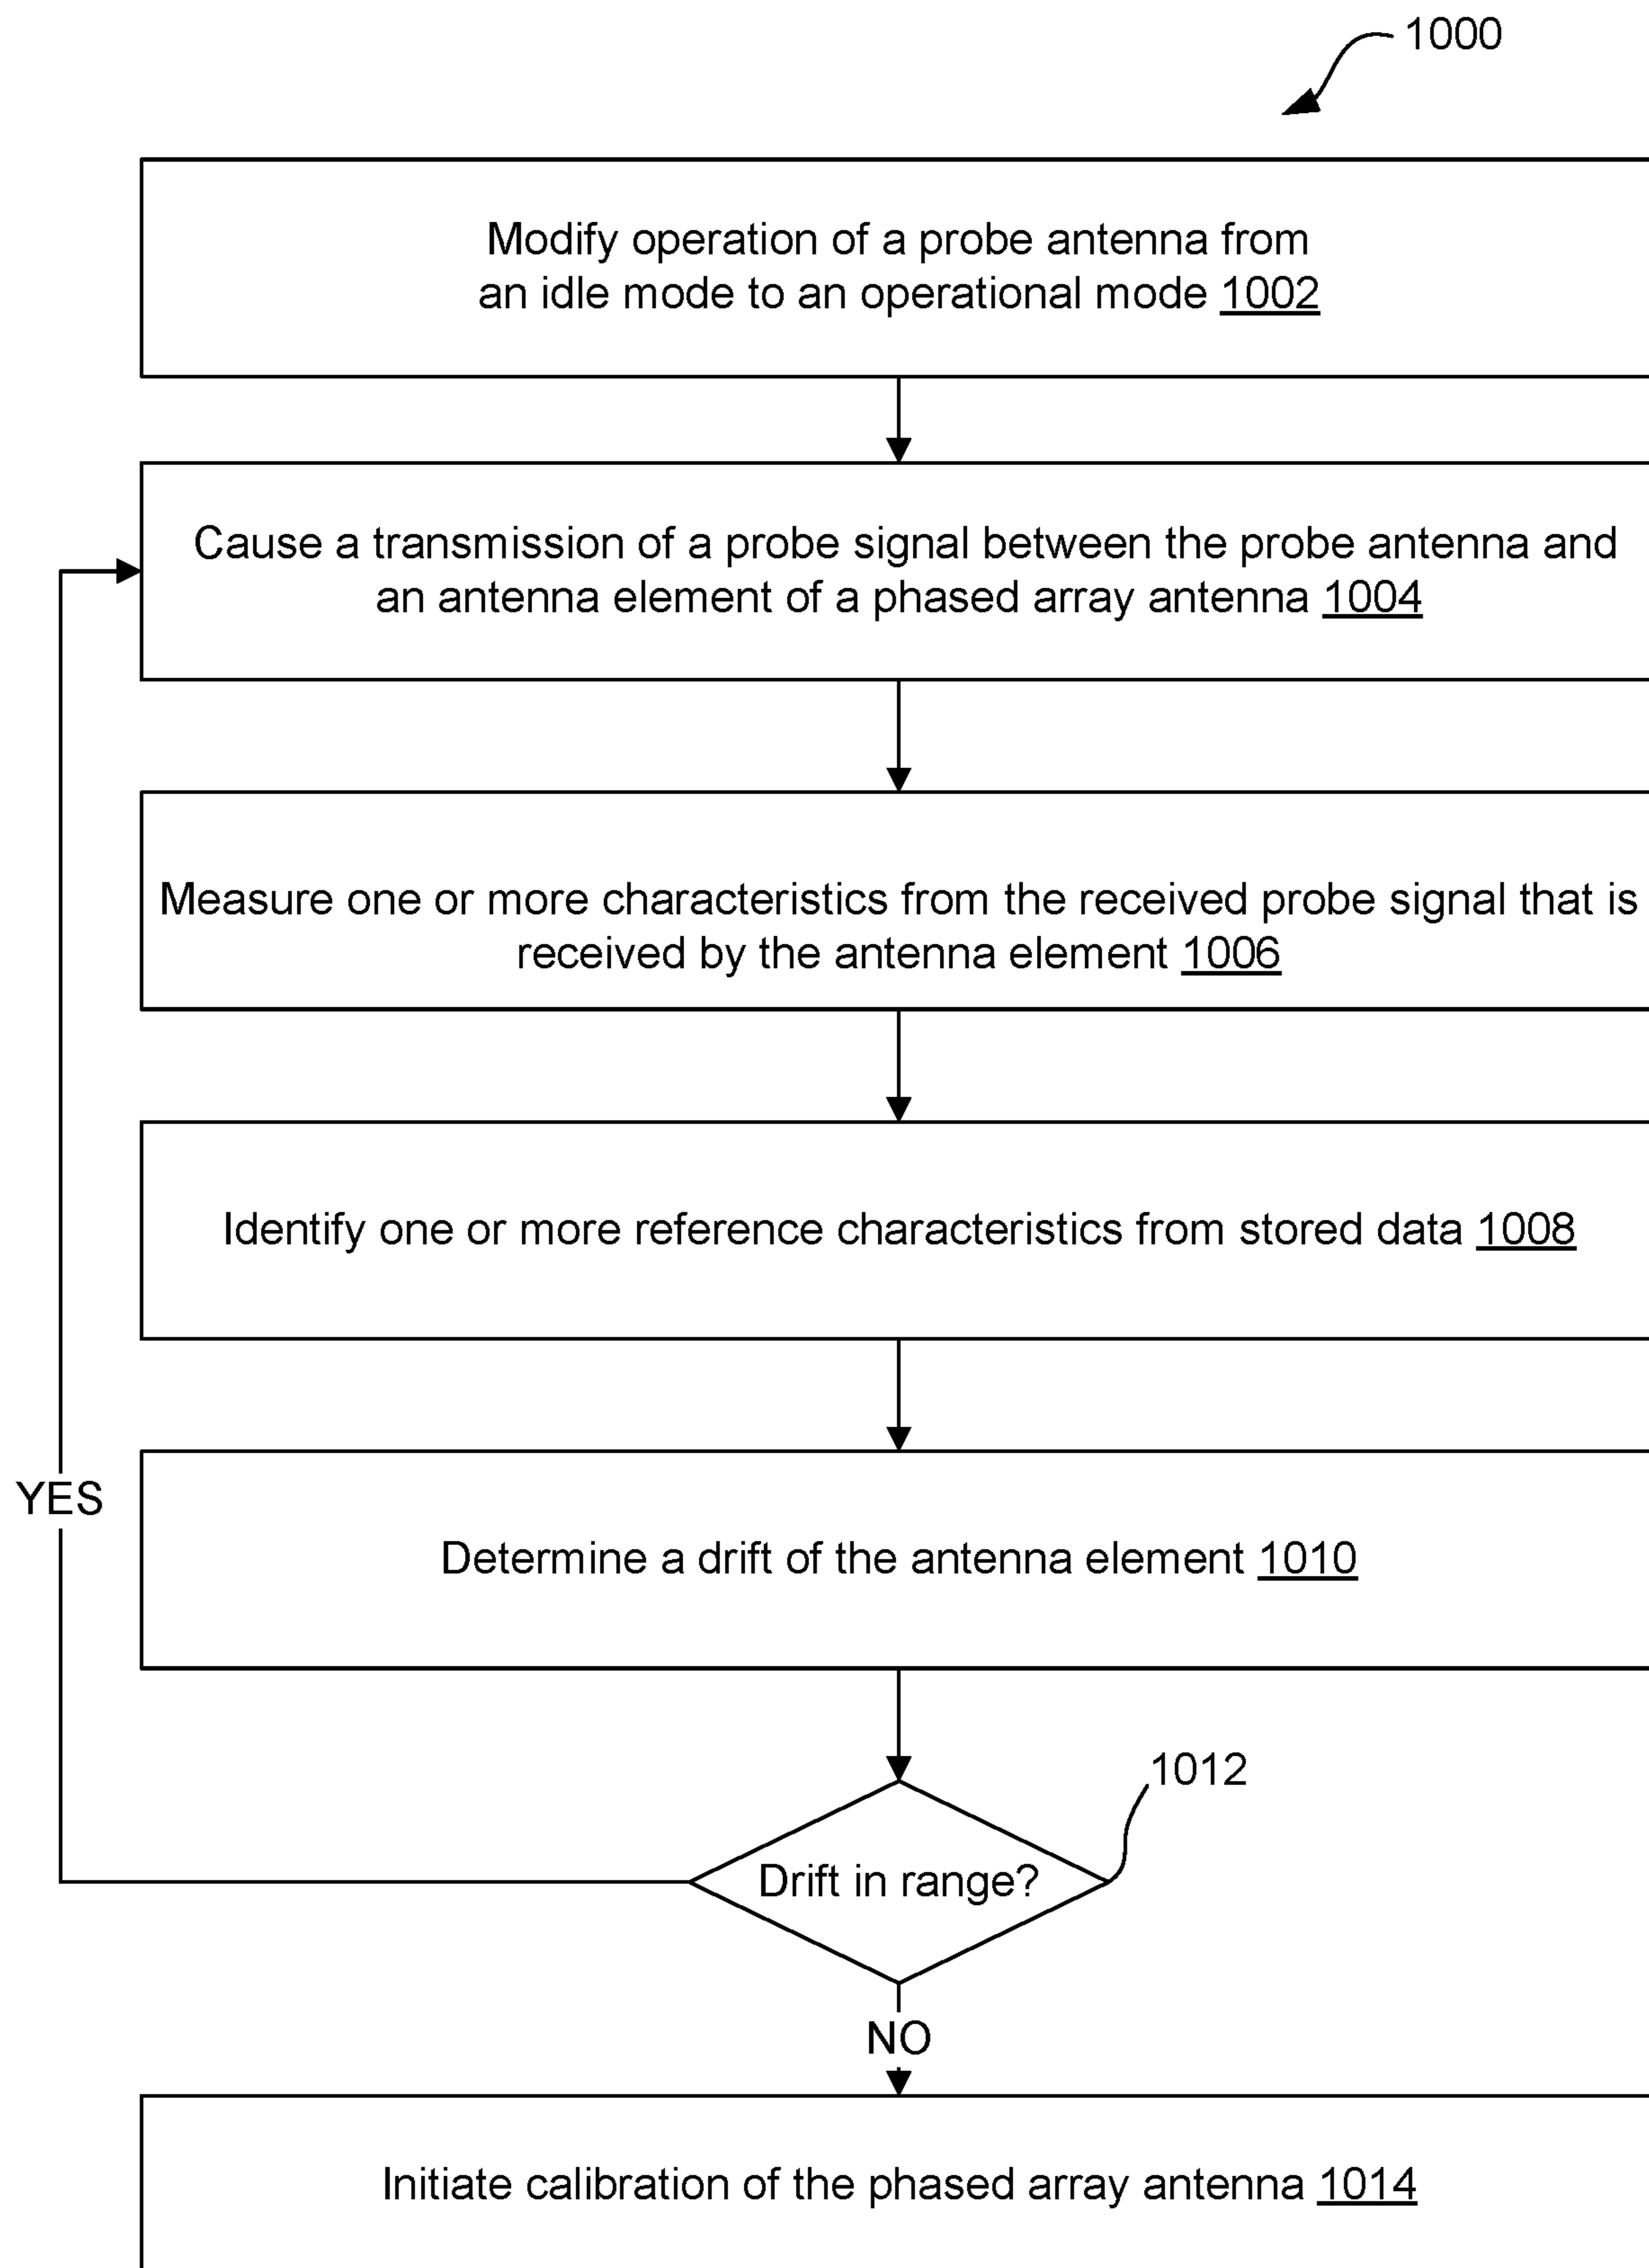 1000
Modify operation of a probe antenna from
an idle mode to an operational mode 1002
Cause a transmission of a probe signal between the probe antenna and
an antenna element of a phased array antenna 1004
Measure one or more characteristics from the received probe signal that is
received by the antenna element 1006
Identify one or more reference characteristics from stored data 1008
YES
Determine a drift of the antenna element 1010
1012
Drift in range?
NO
Initiate calibration of the phased array antenna 1014